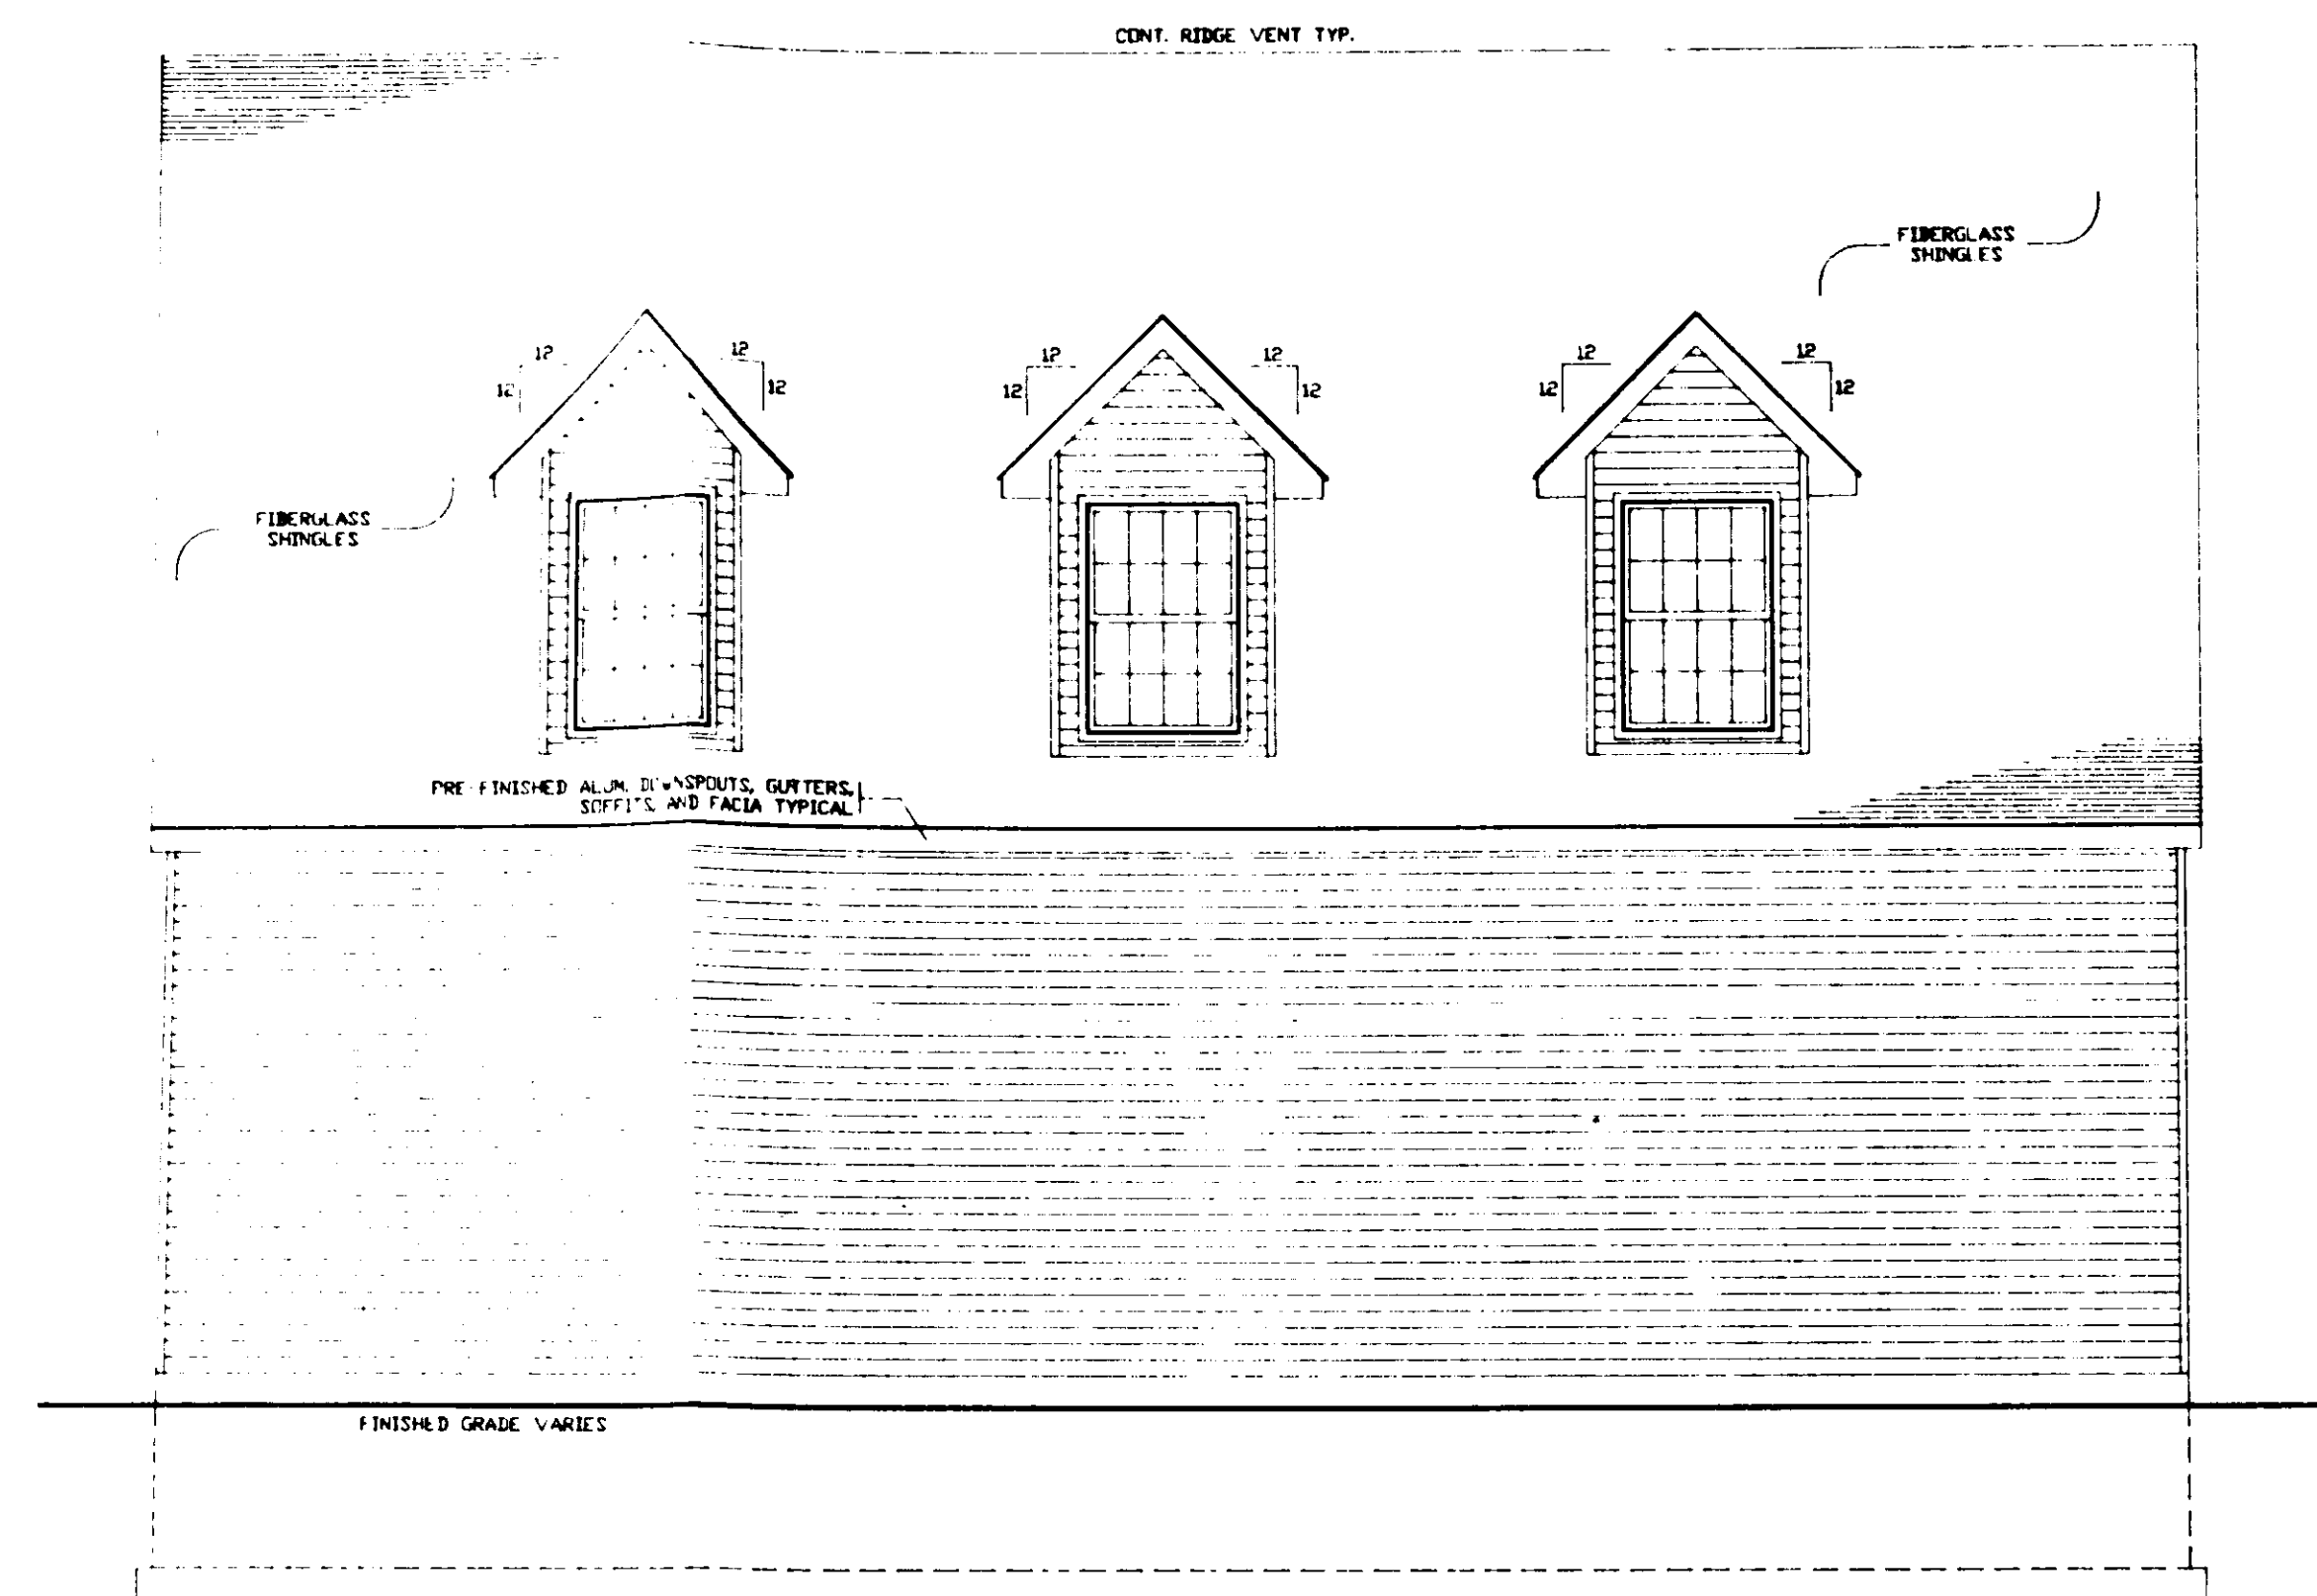 CONT. RIDGE VENT TYP.
FIBERGLASS
SHINGLES
12
12
12
12
12
12
12
12
12
12
12
12
FIBERGLASS
SHINGLES
PRE-FINISHED ALUM. DOWNSPOUTS, GUTTERS,
SOFFITS, AND FACIA TYPICAL
FINISHED GRADE VARIES